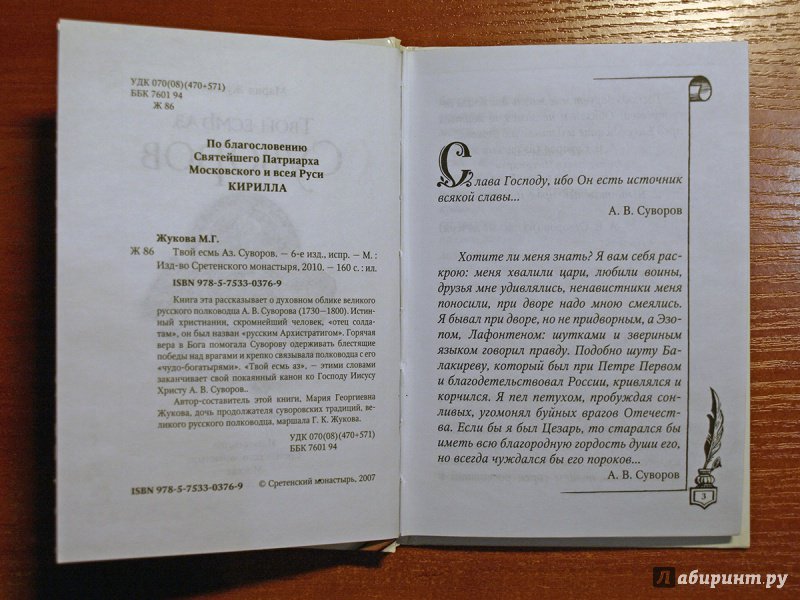 УДК 070(08)(470+571)
ББК 7601 94
Ж 86
По благословению
Святейшего Патриарха
Московского и всея Руси
КИРИЛЛА
Жукова М.Г.
Ж 86 Твой есмь Аз. Суворов. — 6-е изд., испр. — М. :
Изд-во Сретенского монастыря, 2010. — 160 с. : ил.
ISBN 978-5-7533-0376-9
Книга эта рассказывает о духовном облике великого
русского полководца А. В. Суворова (1730—1800). Истин-
ный христианин, скромнейший человек, «отец солда-
там», он был назван «русским Архистратигом». Горячая
вера в Бога помогала Суворову одерживать блестящие
победы над врагами и крепко связывала полководца с его
«чудо-богатырями». «Твой есмь аз». — этими словами
заканчивает свой покаянный канон ко Господу Иисусу
Христу А. В. Суворов..
Автор-составитель этой книги, Мария Георгиевна
Жукова, дочь продолжателя суворовских традиций, ве-
ликого русского полководца, маршала Г. К. Жукова.
УДК 070(08)(470+571)
ББК 7601 94
ISBN 978-5-7533-0376-9
© Сретенский монастырь, 2007
Слава Господу, ибо Он есть источник
всякой славы...
А. В. Суворов
Хотите ли меня знать? Я вам себя рас-
крою: меня хвалили цари, любили воины,
друзья мне удивлялись, ненавистники меня
поносили, при дворе надо мною смеялись.
Я бывал при дворе, но не придворным, а Эзо-
пом, Лафонтеном: шутками и звериным
языком говорил правду. Подобно шуту Ба-
лакиреву, который был при Петре Первом
и благодетельствовал России, кривлялся и
корчился. Я пел петухом, пробуждая сон-
ливых, угомонял буйных врагов Отечест-
ва. Если бы я был Цезарь, то старался бы
иметь всю благородную гордость души его,
но всегда чуждался бы его пороков...
А. В. Суворов
3
Лабиринт.ру